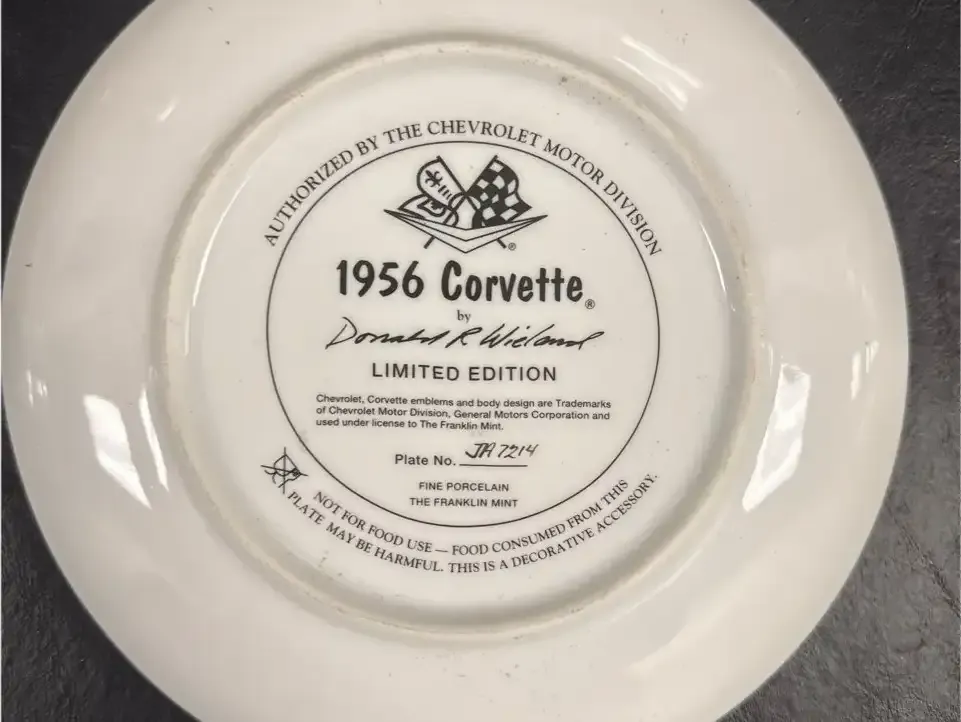 AUTHORIZED BY THE CHEVROLET MOTOR DIVISION
®
1956 Corvette®
by
Donald R Wieland
LIMITED EDITION
Chevrolet, Corvette emblems and body design are Trademarks
of Chevrolet Motor Division, General Motors Corporation and
used under license to The Franklin Mint.
Plate No. JA7214
FINE PORCELAIN
THE FRANKLIN MINT
NOT FOR FOOD USE — FOOD CONSUMED FROM THIS
PLATE MAY BE HARMFUL. THIS IS A DECORATIVE ACCESSORY.